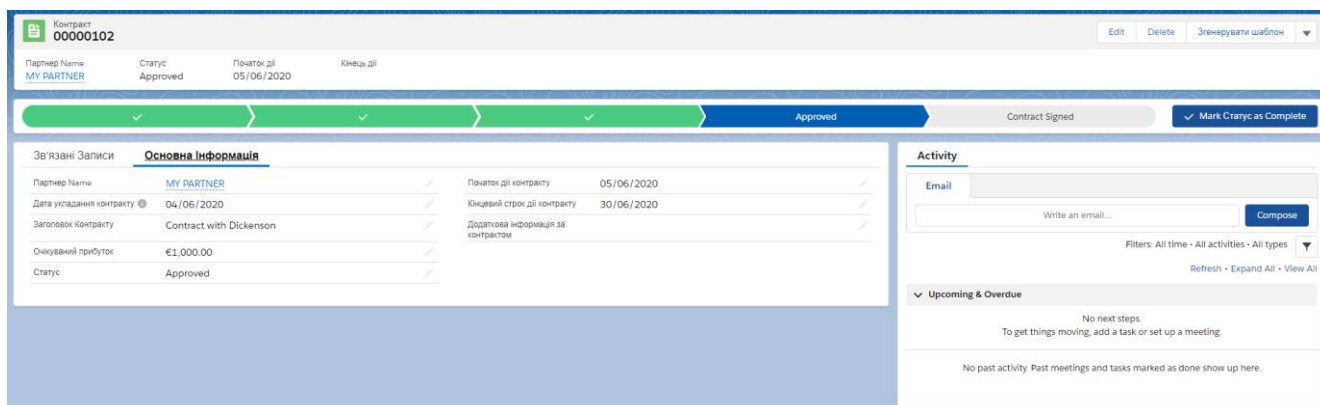 Контракт
00000102
Edit Delete Згенерувати шаблон
Партнер Name Статус Початок дії Кінець дії
MY PARTNER Approved 05/06/2020
Approved Contract Signed Mark Статус as Complete
Зв'язані Записи Основна Інформація
Партнер Name MY PARTNER Початок дії контракту 05/06/2020
Дата укладання контракту 04/06/2020 Кінцевий строк дії контракту 30/06/2020
Заголовок Контракту Contract with Dickenson Додаткова інформація за
контрактом
Очікуваний прибуток €1,000.00
Статус Approved
Activity
Email
Write an email... Compose
Filters: All time • All activities • All types
Refresh • Expand All • View All
Upcoming & Overdue
No next steps.
To get things moving, add a task or set up a meeting.
No past activity. Past meetings and tasks marked as done show up here.